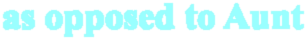 as opposed to Aunt